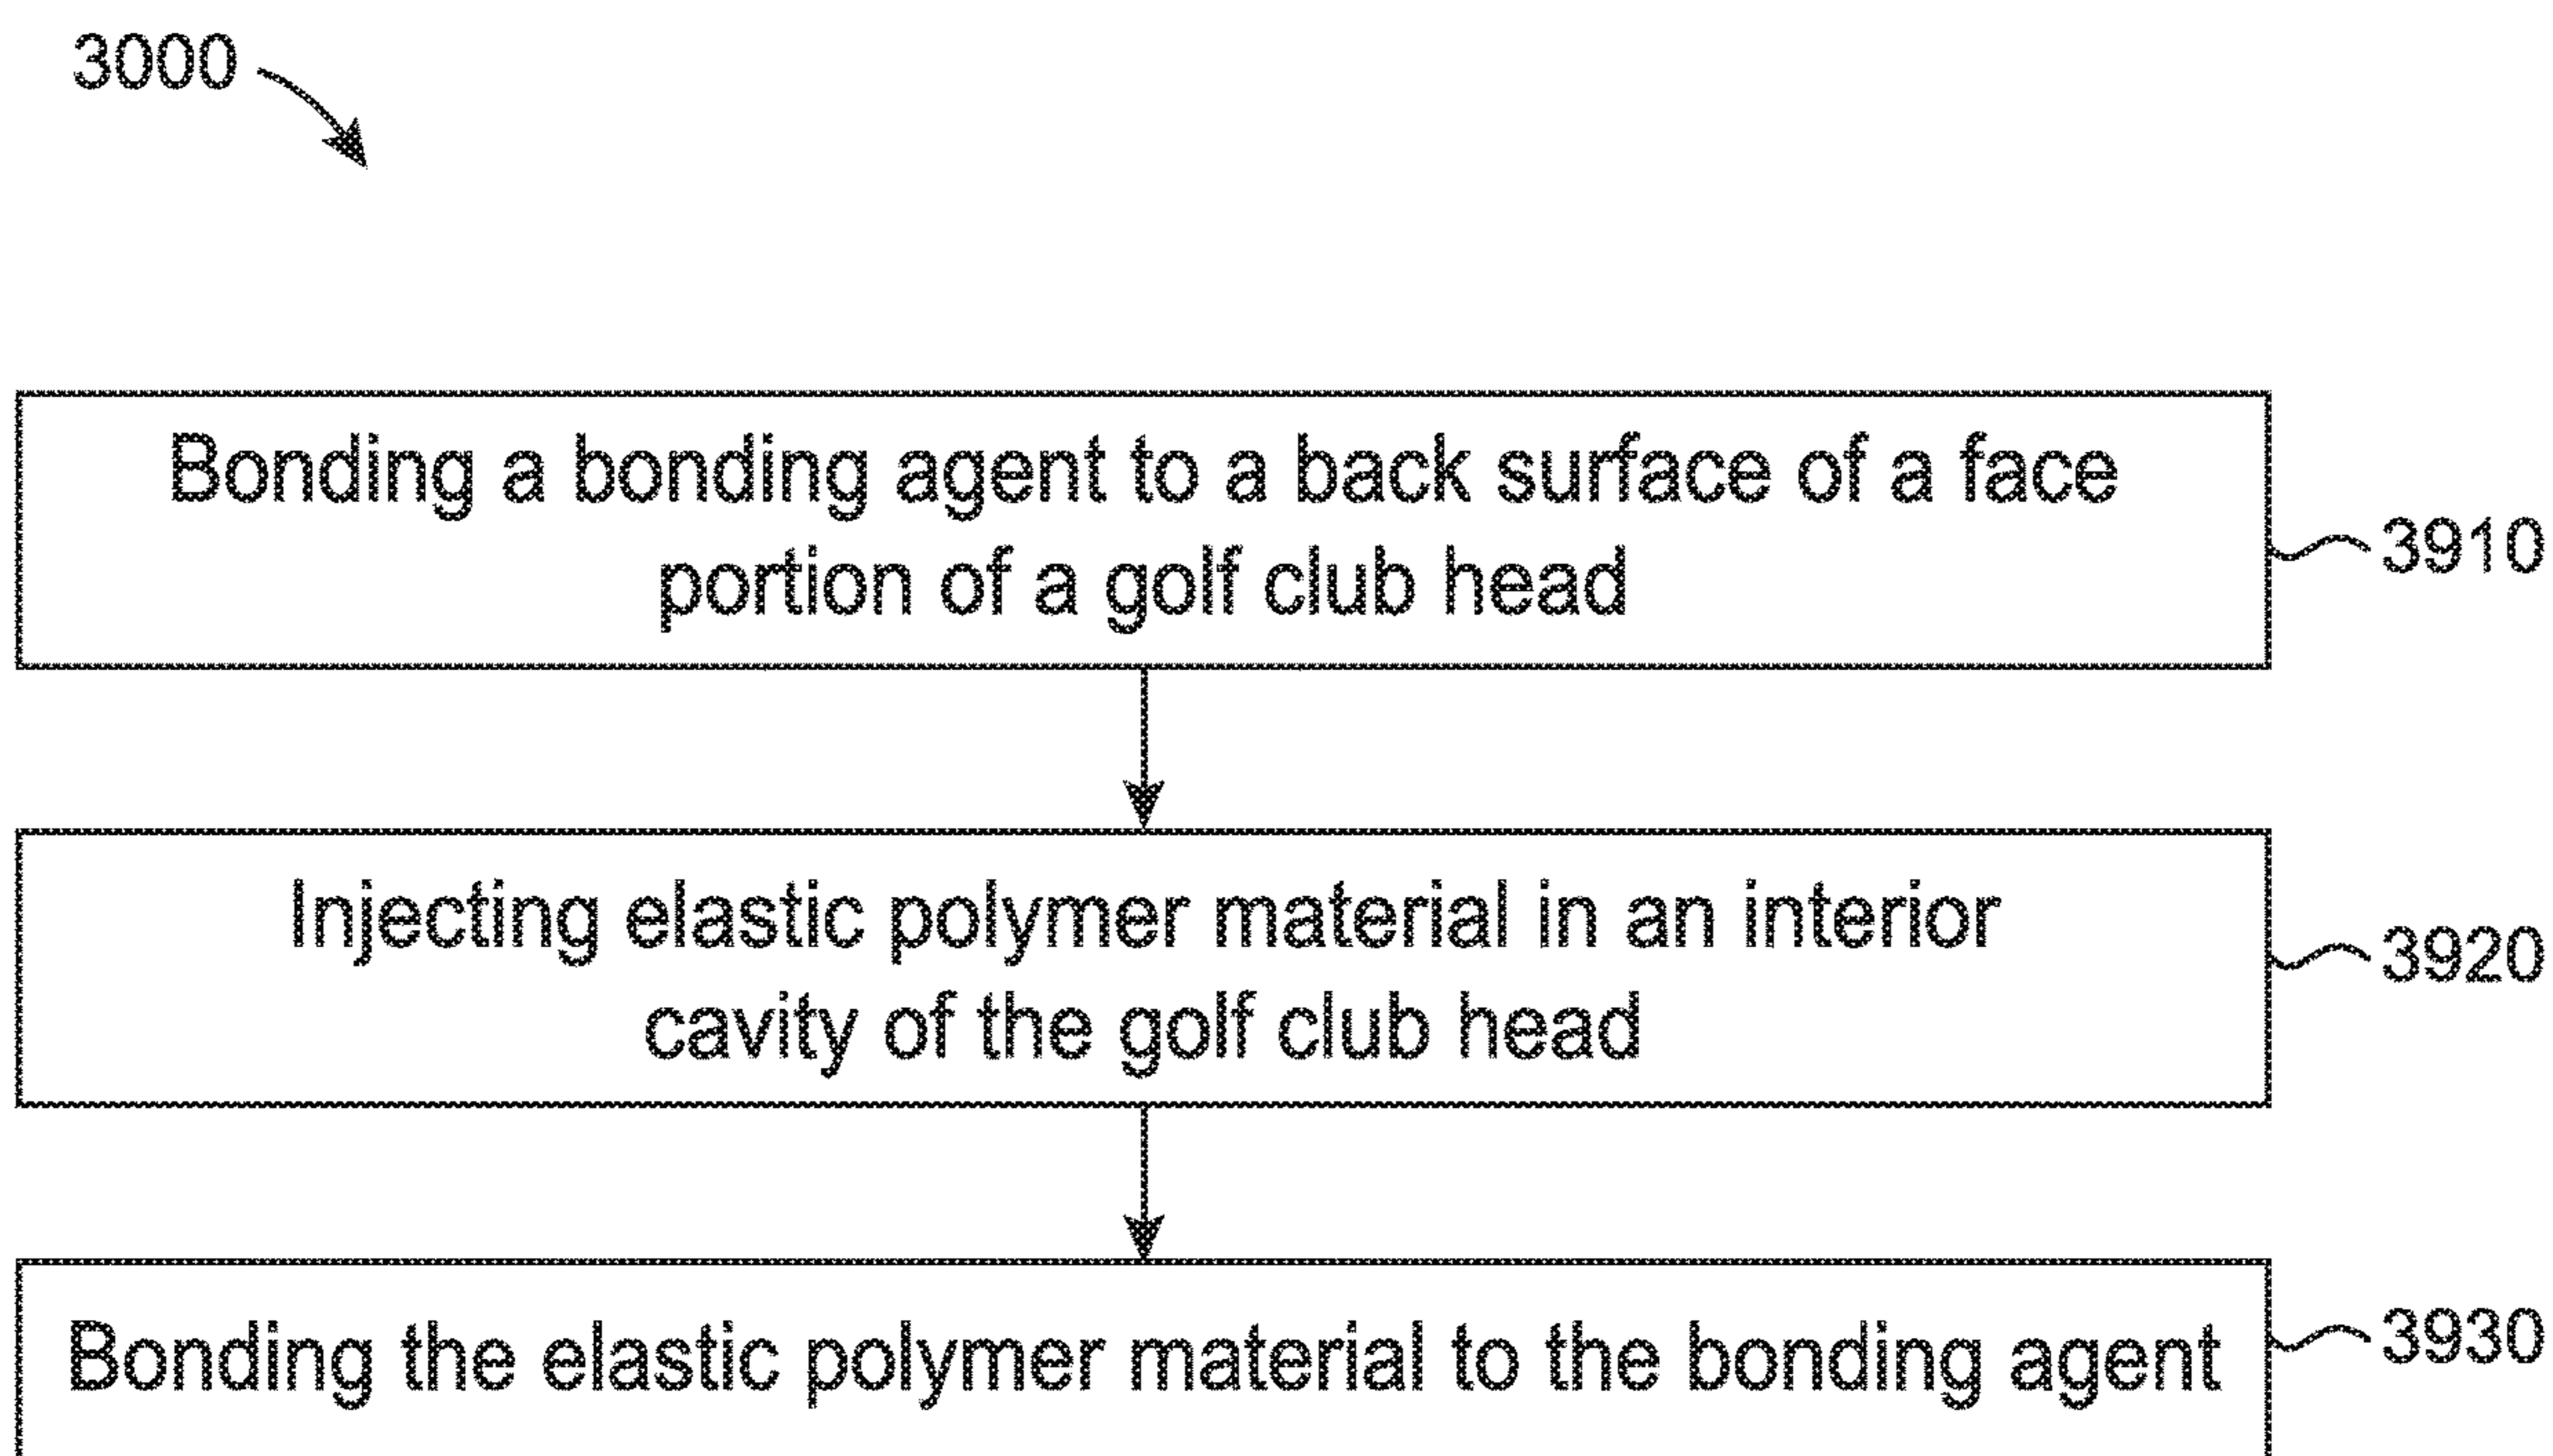 3000
Bonding a bonding agent to a back surface of a face
portion of a golf club head
3910
Injecting elastic polymer material in an interior
cavity of the golf club head
3920
Bonding the elastic polymer material to the bonding agent
3930